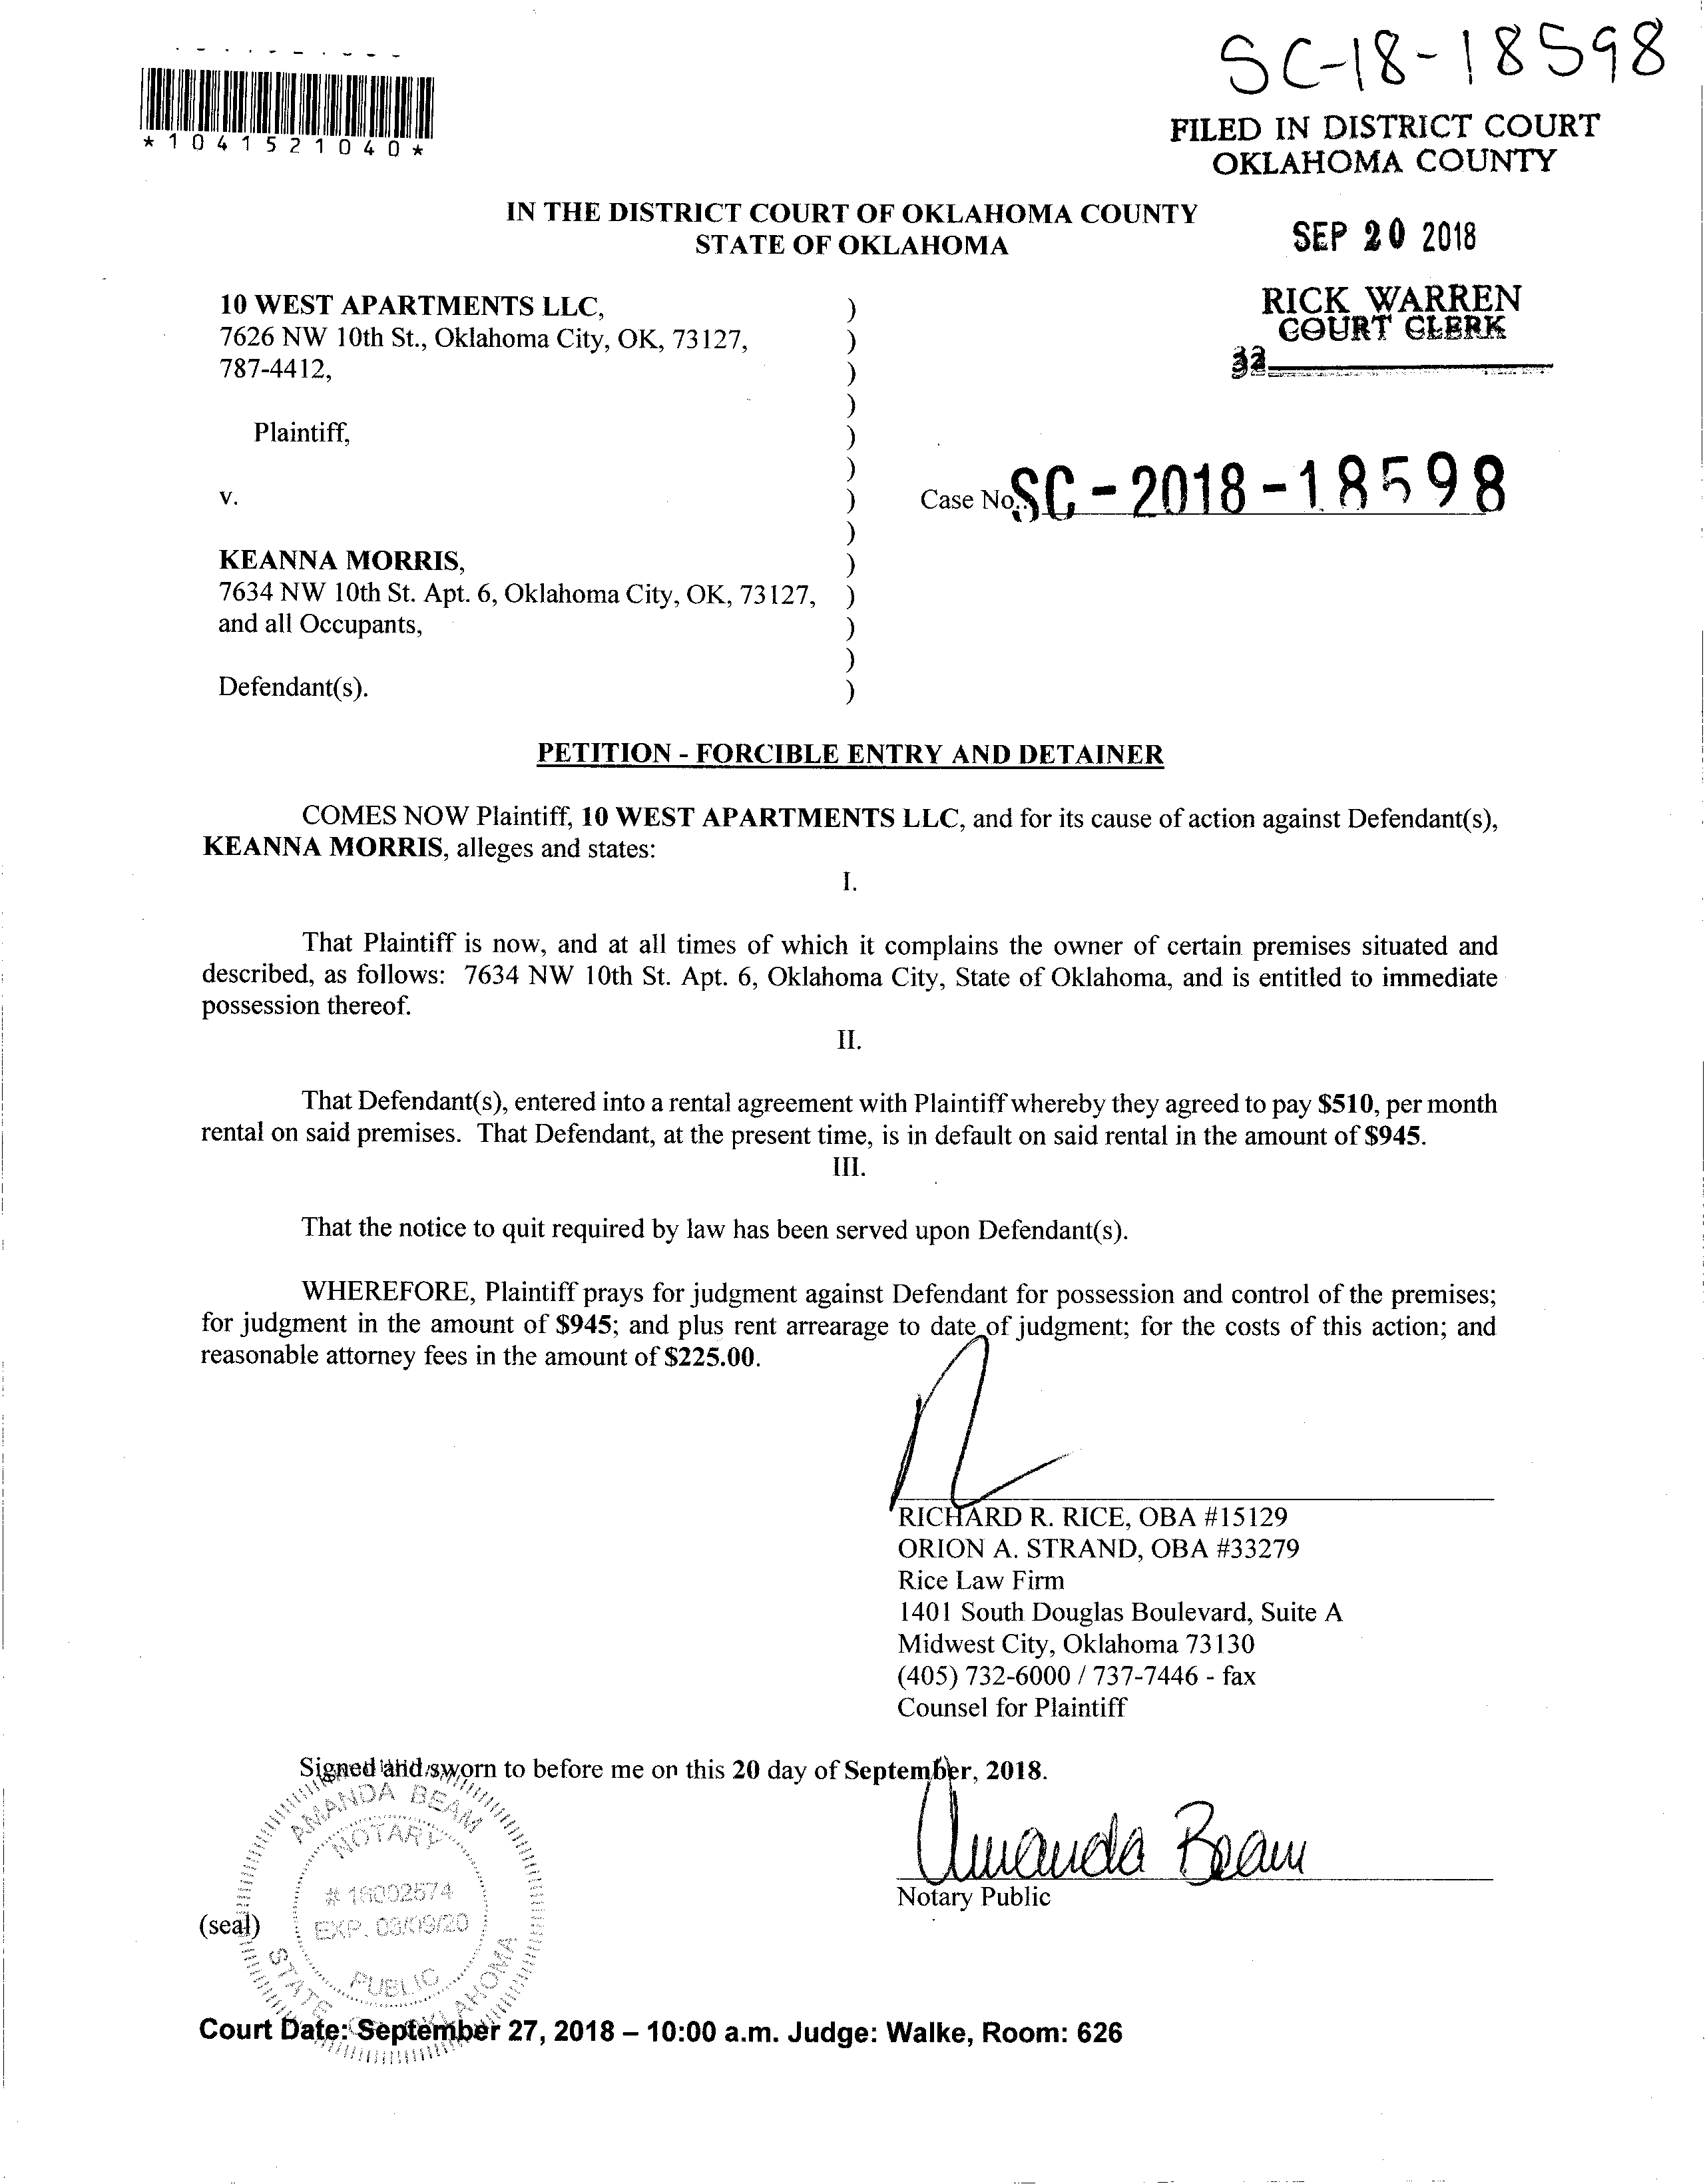 SC-18-18598
*1041521040*
FILED IN DISTRICT COURT
OKLAHOMA COUNTY
IN THE DISTRICT COURT OF OKLAHOMA COUNTY
STATE OF OKLAHOMA
SEP 20 2018
RICK WARREN
COURT CLERK
10 WEST APARTMENTS LLC, )
7626 NW 10th St., Oklahoma City, OK, 73127, )
787-4412, )
)
Plaintiff, )
)
v. )
Case No. SC-2018-18598
)
KEANNA MORRIS, )
7634 NW 10th St. Apt. 6, Oklahoma City, OK, 73127, )
and all Occupants, )
)
Defendant(s). )
PETITION - FORCIBLE ENTRY AND DETAINER
COMES NOW Plaintiff, 10 WEST APARTMENTS LLC, and for its cause of action against Defendant(s),
KEANNA MORRIS, alleges and states:
I.
That Plaintiff is now, and at all times of which it complains the owner of certain premises situated and
described, as follows: 7634 NW 10th St. Apt. 6, Oklahoma City, State of Oklahoma, and is entitled to immediate
possession thereof.
II.
That Defendant(s), entered into a rental agreement with Plaintiff whereby they agreed to pay $510, per month
rental on said premises. That Defendant, at the present time, is in default on said rental in the amount of $945.
III.
That the notice to quit required by law has been served upon Defendant(s).
WHEREFORE, Plaintiff prays for judgment against Defendant for possession and control of the premises;
for judgment in the amount of $945; and plus rent arrearage to date of judgment; for the costs of this action; and
reasonable attorney fees in the amount of $225.00.
RICHARD R. RICE, OBA #15129
ORION A. STRAND, OBA #33279
Rice Law Firm
1401 South Douglas Boulevard, Suite A
Midwest City, Oklahoma 73130
(405) 732-6000 / 737-7446 - fax
Counsel for Plaintiff
Signed and sworn to before me on this 20 day of September, 2018.
AMANDA BEAM
NOTARY
# 16002574
EXP. 03/09/20
PUBLIC
STATE OF OKLAHOMA
Amanda Beam
Notary Public
(seal)
Court Date: September 27, 2018 – 10:00 a.m. Judge: Walke, Room: 626